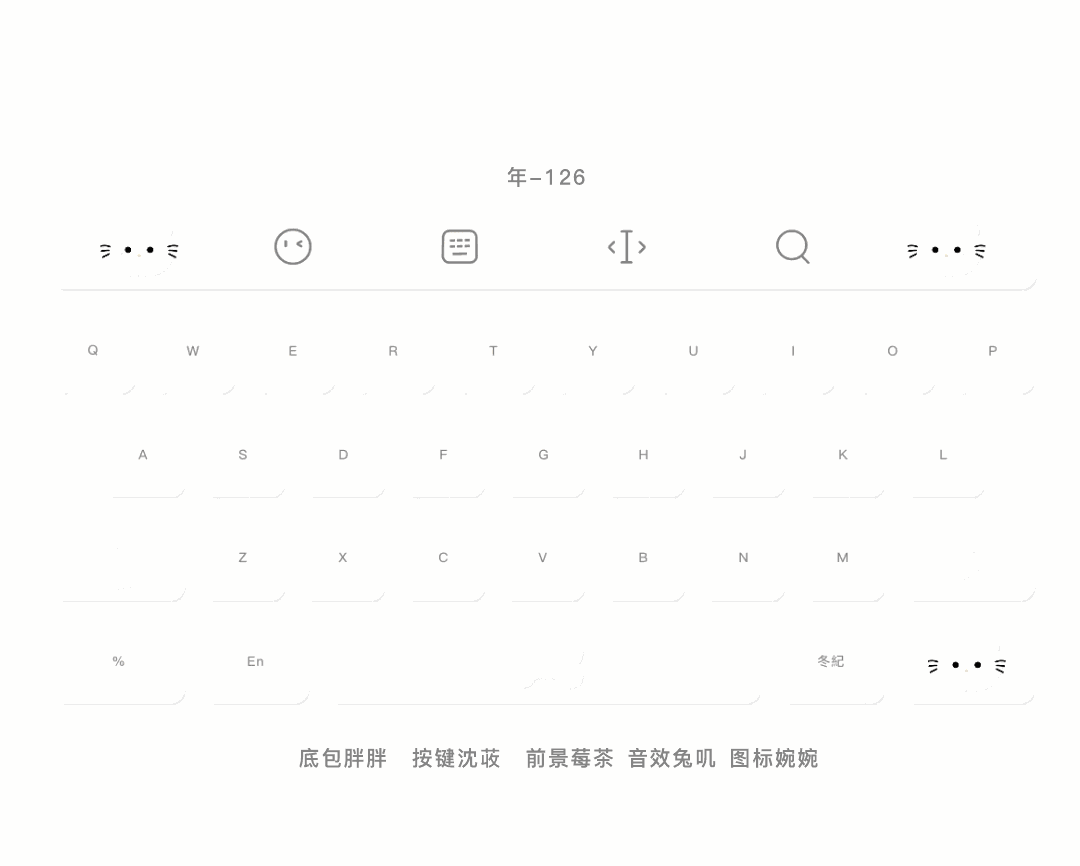 年-126
Q W E R T Y U I O P
A S D F G H J K L
Z X C V B N M
% En 冬紀
底包胖胖 按键沈莰 前景莓茶 音效兔叽 图标婉婉